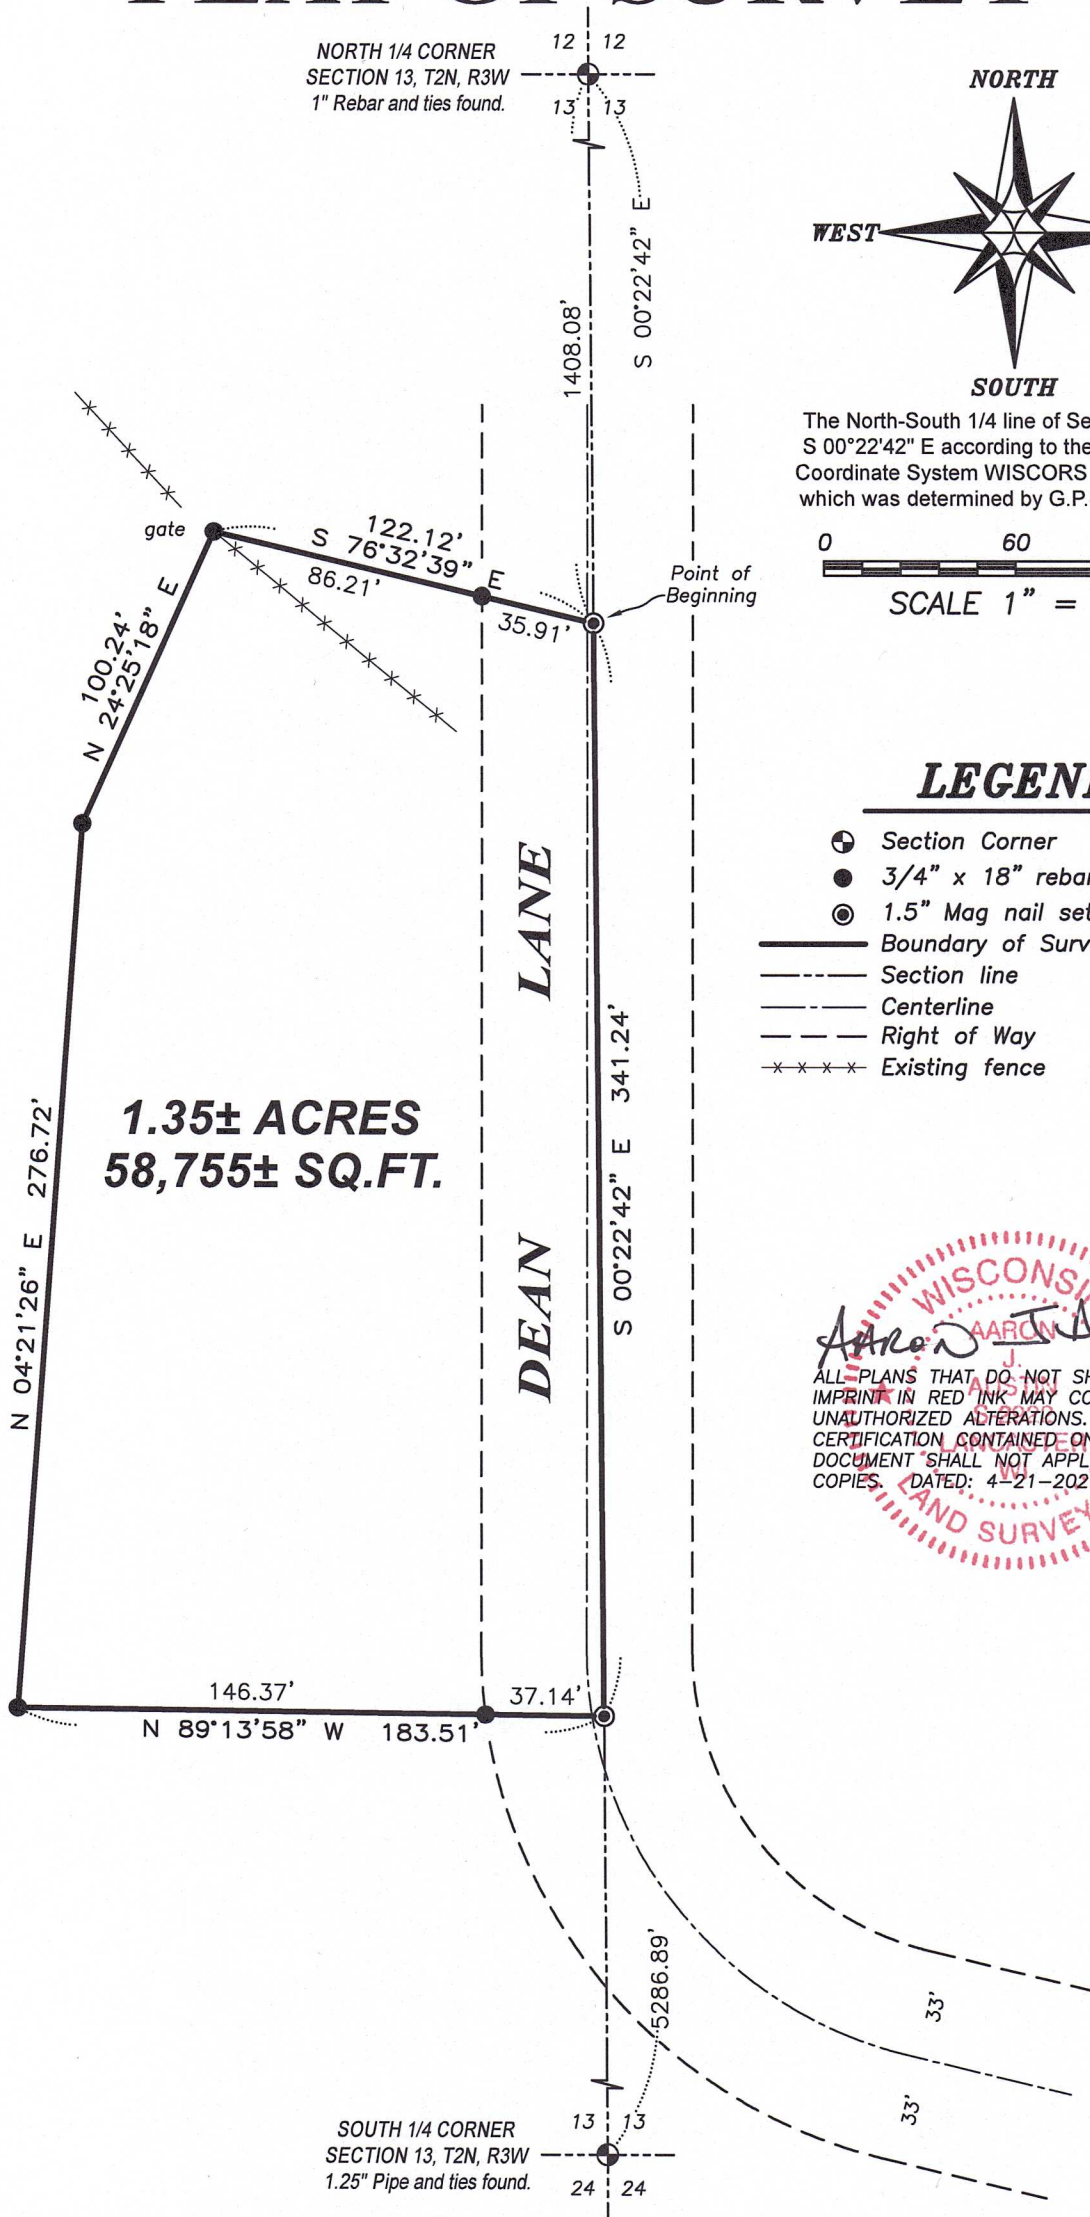 PLAT OF SURVEY
NORTH 1/4 CORNER
SECTION 13, T2N, R3W
1" Rebar and ties found.
12 12
13 13
S 00°22'42" E
1408.08'
NORTH
WEST
SOUTH
The North-South 1/4 line of Se
S 00°22'42" E according to the
Coordinate System WISCORS
which was determined by G.P.
0 60
SCALE 1" =
gate
122.12'
S 76°32'39" E
86.21'
35.91'
Point of
Beginning
100.24'
N 24°25'18" E
LEGEN
Section Corner
3/4" x 18" rebar
1.5" Mag nail set
Boundary of Surv
Section line
Centerline
Right of Way
Existing fence
DEAN LANE
S 00°22'42" E 341.24'
1.35± ACRES
58,755± SQ.FT.
N 04°21'26" E 276.72'
WISCONSI
AARON
J.
AUSTIN
LANCASTER
WI
LAND SURVEY
ALL PLANS THAT DO NOT SH
IMPRINT IN RED INK MAY CO
UNAUTHORIZED ALTERATIONS.
CERTIFICATION CONTAINED ON
DOCUMENT SHALL NOT APPL
COPIES. DATED: 4-21-202
146.37'
37.14'
N 89°13'58" W 183.51'
5286.89'
33'
33'
SOUTH 1/4 CORNER
SECTION 13, T2N, R3W
1.25" Pipe and ties found.
13 13
24 24